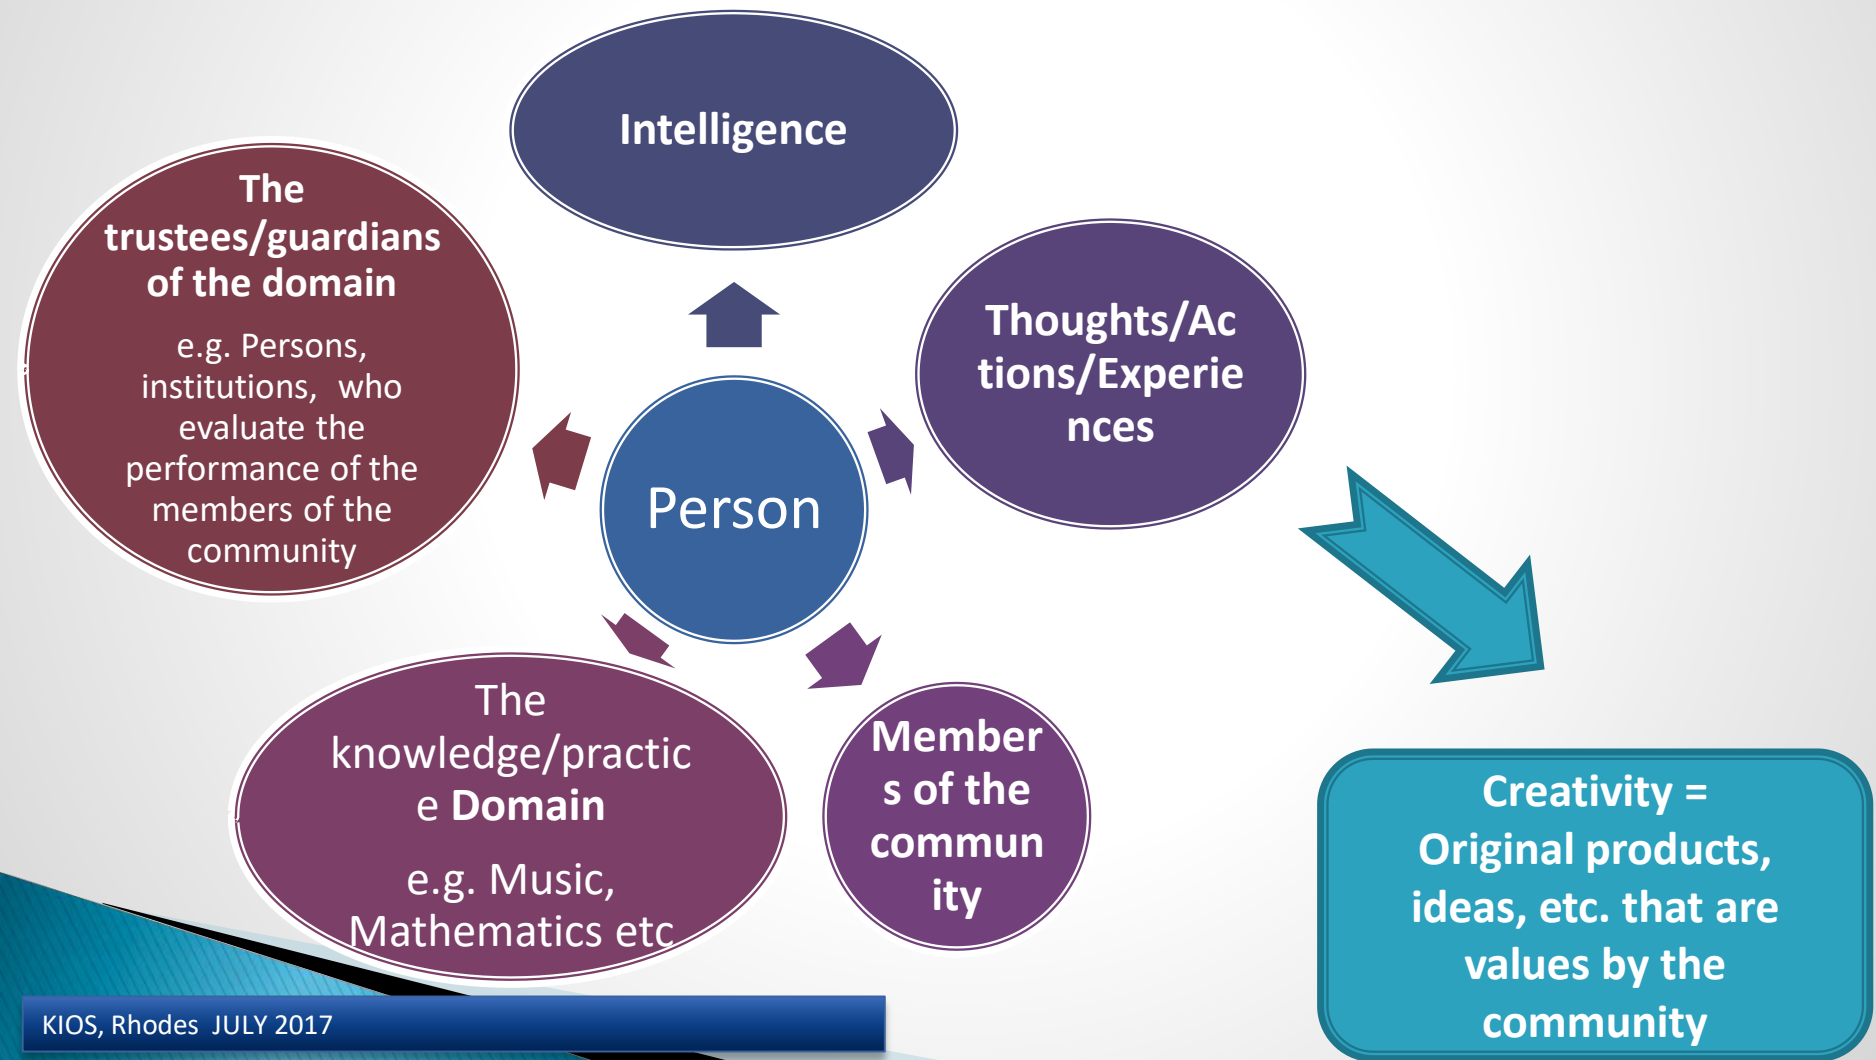 Intelligence
The
trustees/guardians
of the domain
e.g. Persons,
institutions, who
evaluate the
performance of the
members of the
community
Thoughts/Ac
tions/Experie
nces
Person
The
knowledge/practic
e Domain
e.g. Music,
Mathematics etc
Member
s of the
commun
ity
Creativity =
Original products,
ideas, etc. that are
values by the
community
KIOS, Rhodes JULY 2017